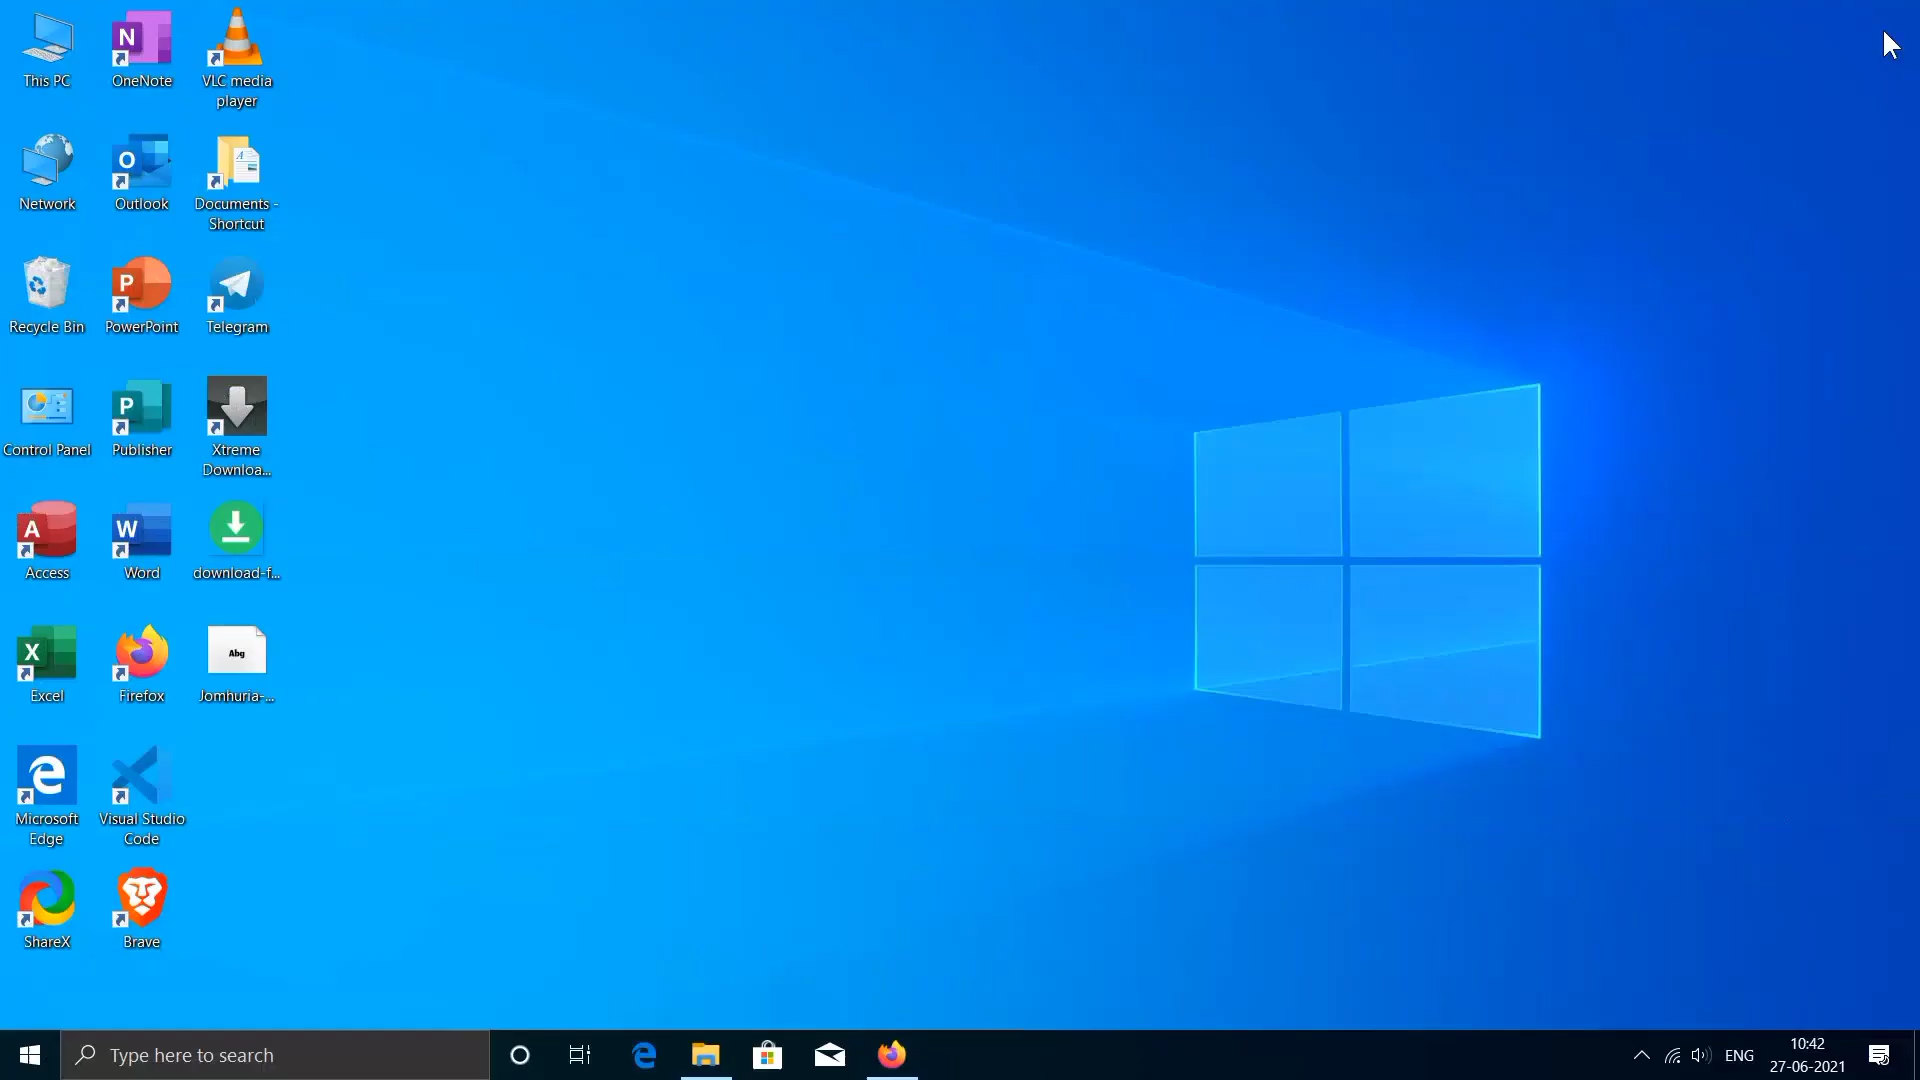 This PC
OneNote
VLC media
player
Network
Outlook
Documents -
Shortcut
Recycle Bin
PowerPoint
Telegram
Control Panel
Publisher
Xtreme
Downloa...
Access
Word
download-f...
Excel
Firefox
Abg
Jomhuria-...
Microsoft
Edge
Visual Studio
Code
ShareX
Brave
Type here to search
ENG
10:42
27-06-2021